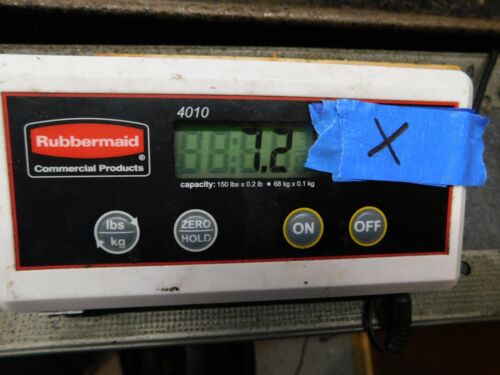 4010
Rubbermaid
®
Commercial Products
7.2
X
capacity: 150 lbs x 0.2 lb ● 68 kg x 0.1 kg
lbs
kg
ZERO
HOLD
ON
OFF